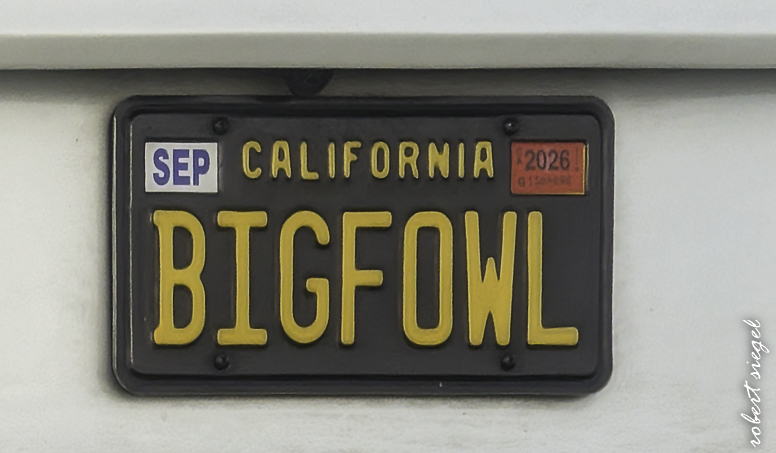 SEP CALIFORNIA 2026
BIGFOWL
robert siegel